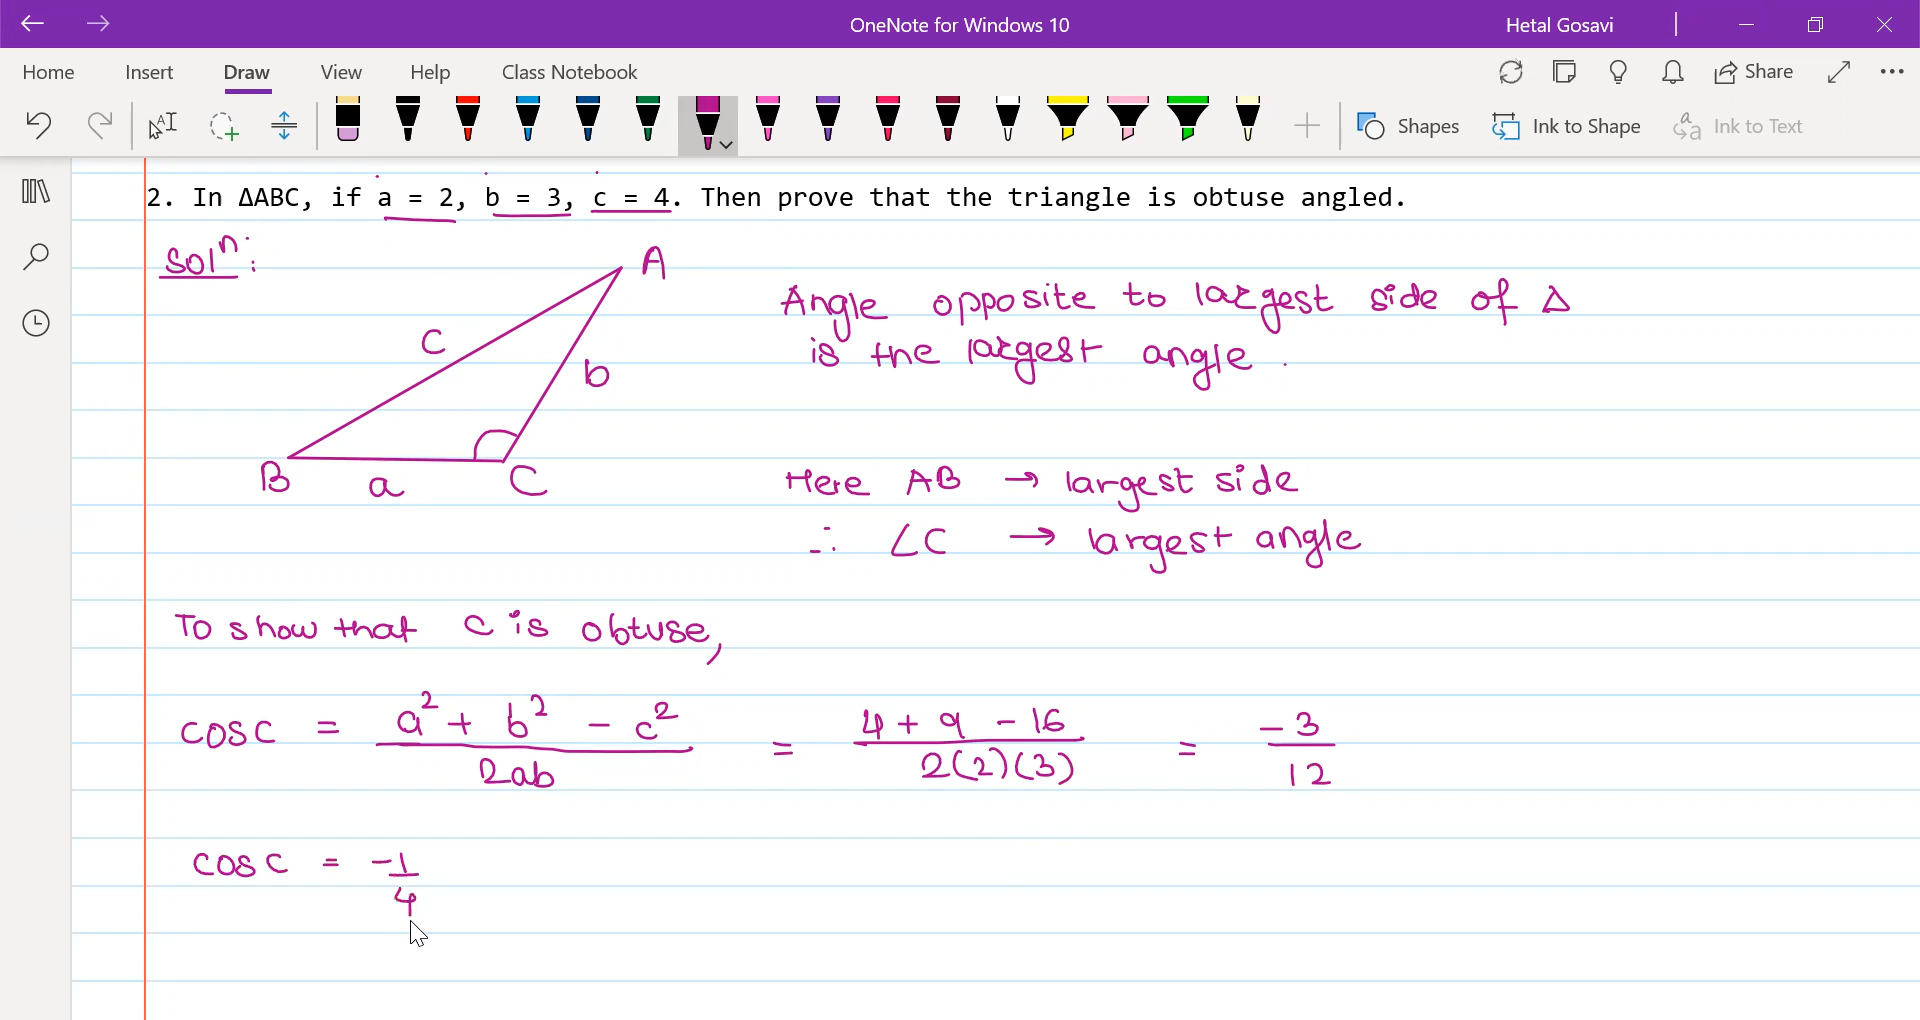 OneNote for Windows 10
Hetal Gosavi
Home Insert Draw View Help Class Notebook Share
Shapes Ink to Shape Ink to Text
2. In ΔABC, if a = 2, b = 3, c = 4. Then prove that the triangle is obtuse angled.
Solⁿ:
A
Angle opposite to largest side of Δ
is the largest angle.
c
b
B a C
Here AB → largest side
∴ ∠C → largest angle
To show that C is obtuse,
cos C = (a² + b² - c²) / 2ab = (4 + 9 - 16) / 2(2)(3) = -3/12
cos C = -1/4